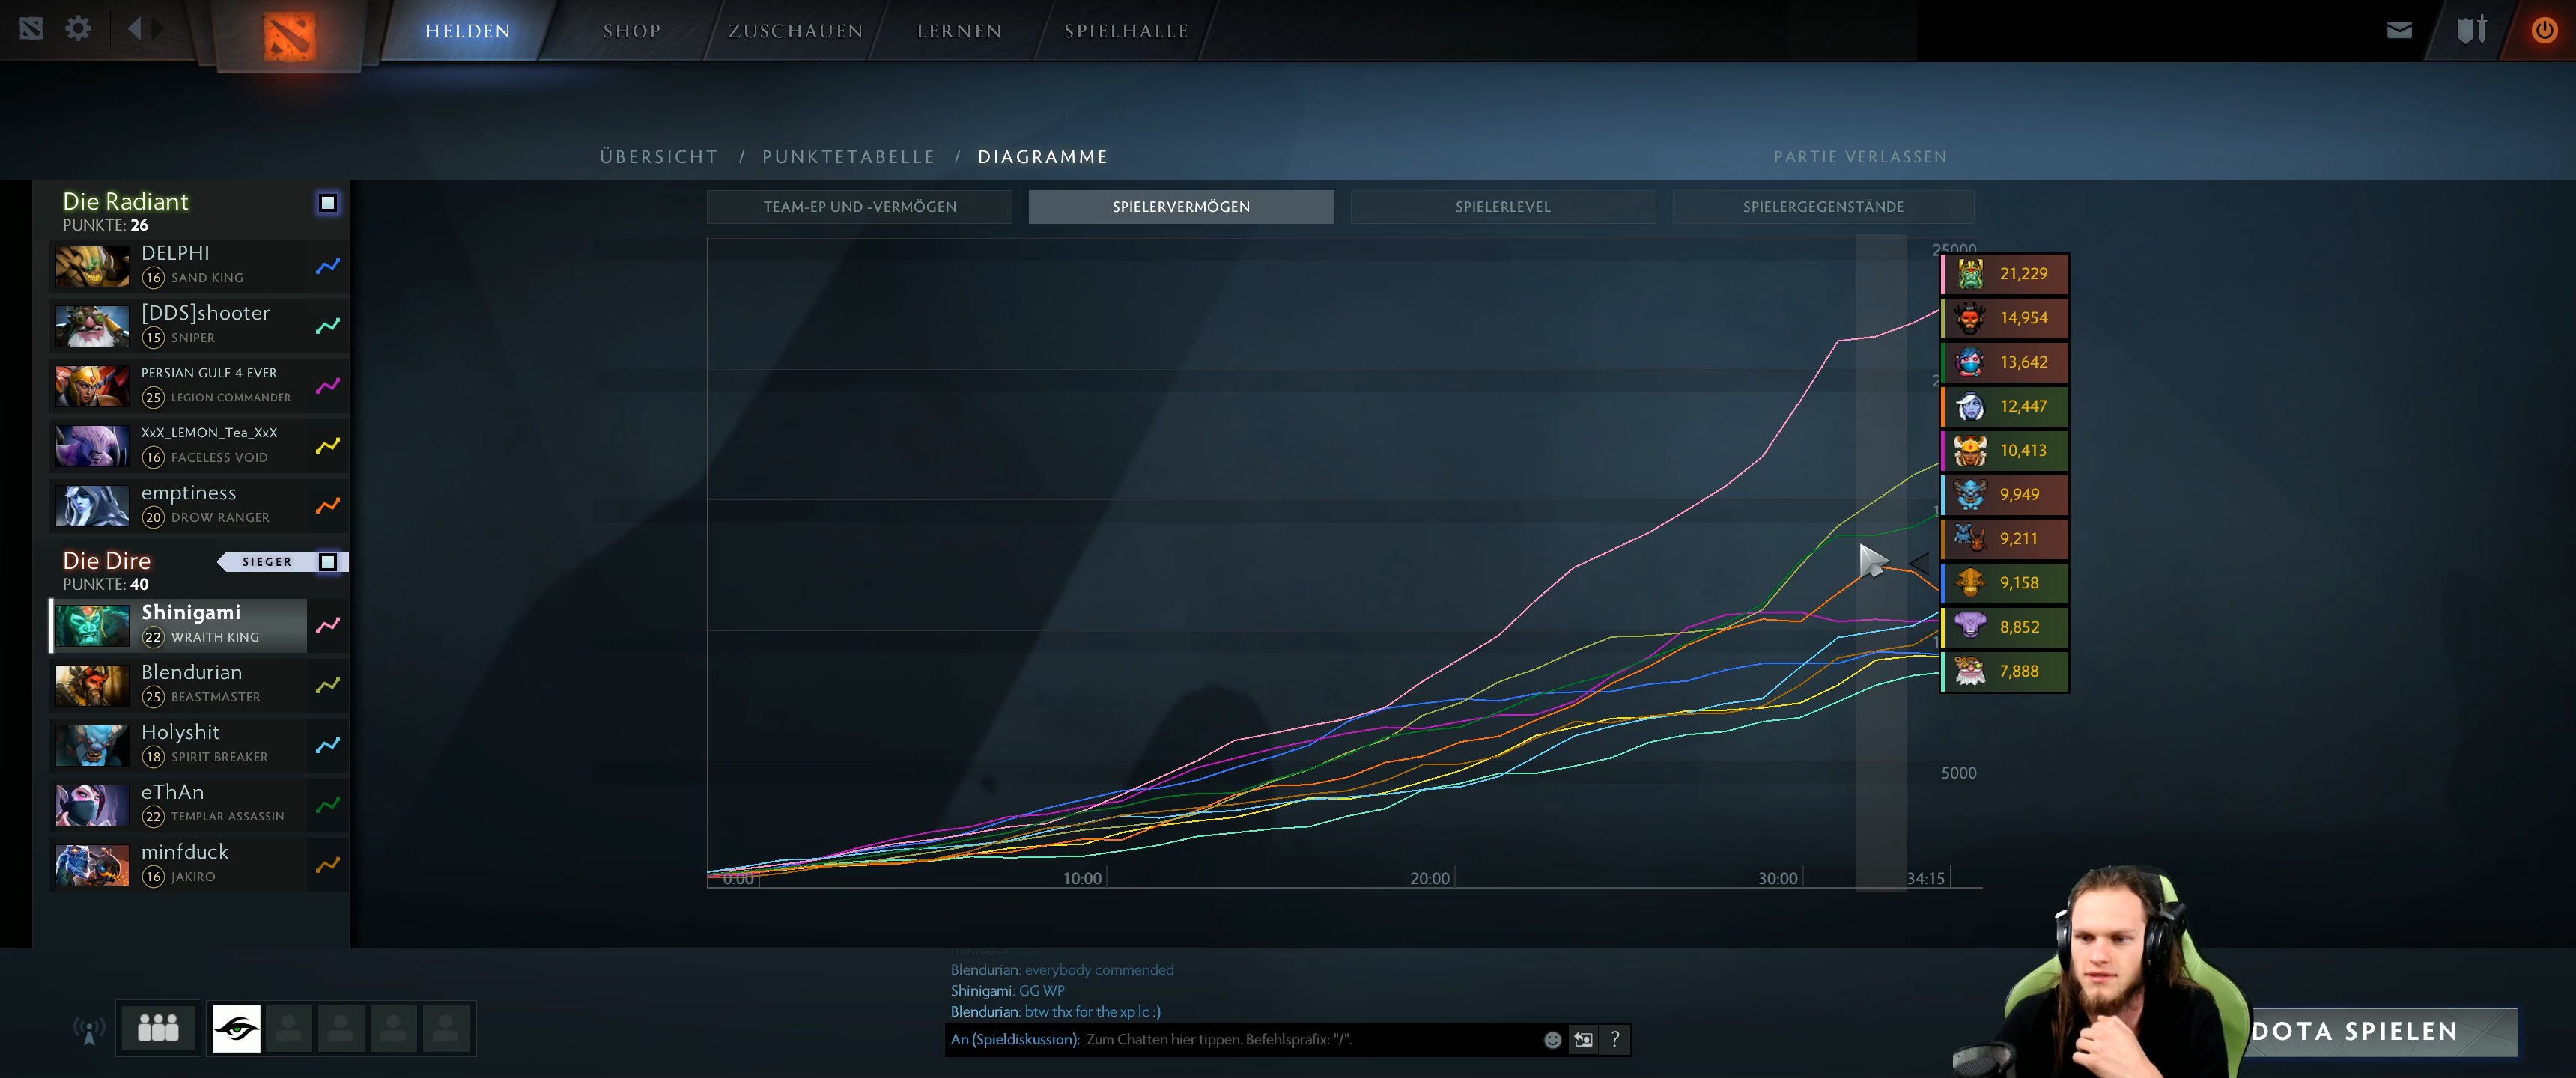 HELDEN
SHOP
ZUSCHAUEN
LERNEN
SPIELHALLE
ÜBERSICHT / PUNKTETABELLE / DIAGRAMME
PARTIE VERLASSEN
Die Radiant
PUNKTE: 26
DELPHI
16 SAND KING
[DDS]shooter
15 SNIPER
PERSIAN GULF 4 EVER
25 LEGION COMMANDER
XxX_LEMON_Tea_XxX
16 FACELESS VOID
emptiness
20 DROW RANGER
Die Dire
SIEGER
PUNKTE: 40
Shinigami
22 WRAITH KING
Blendurian
25 BEASTMASTER
Holyshit
18 SPIRIT BREAKER
eThAn
22 TEMPLAR ASSASSIN
minfduck
16 JAKIRO
TEAM-EP UND -VERMÖGEN
SPIELERVERMÖGEN
SPIELERLEVEL
SPIELERGEGENSTÄNDE
25000
21,229
14,954
13,642
12,447
10,413
9,949
9,211
9,158
8,852
7,888
5000
0:00
10:00
20:00
30:00
34:15
Blendurian: everybody commended
Shinigami: GG WP
Blendurian: btw thx for the xp lc :)
An (Spieldiskussion): Zum Chatten hier tippen. Befehlspräfix: "/".
?
DOTA SPIELEN